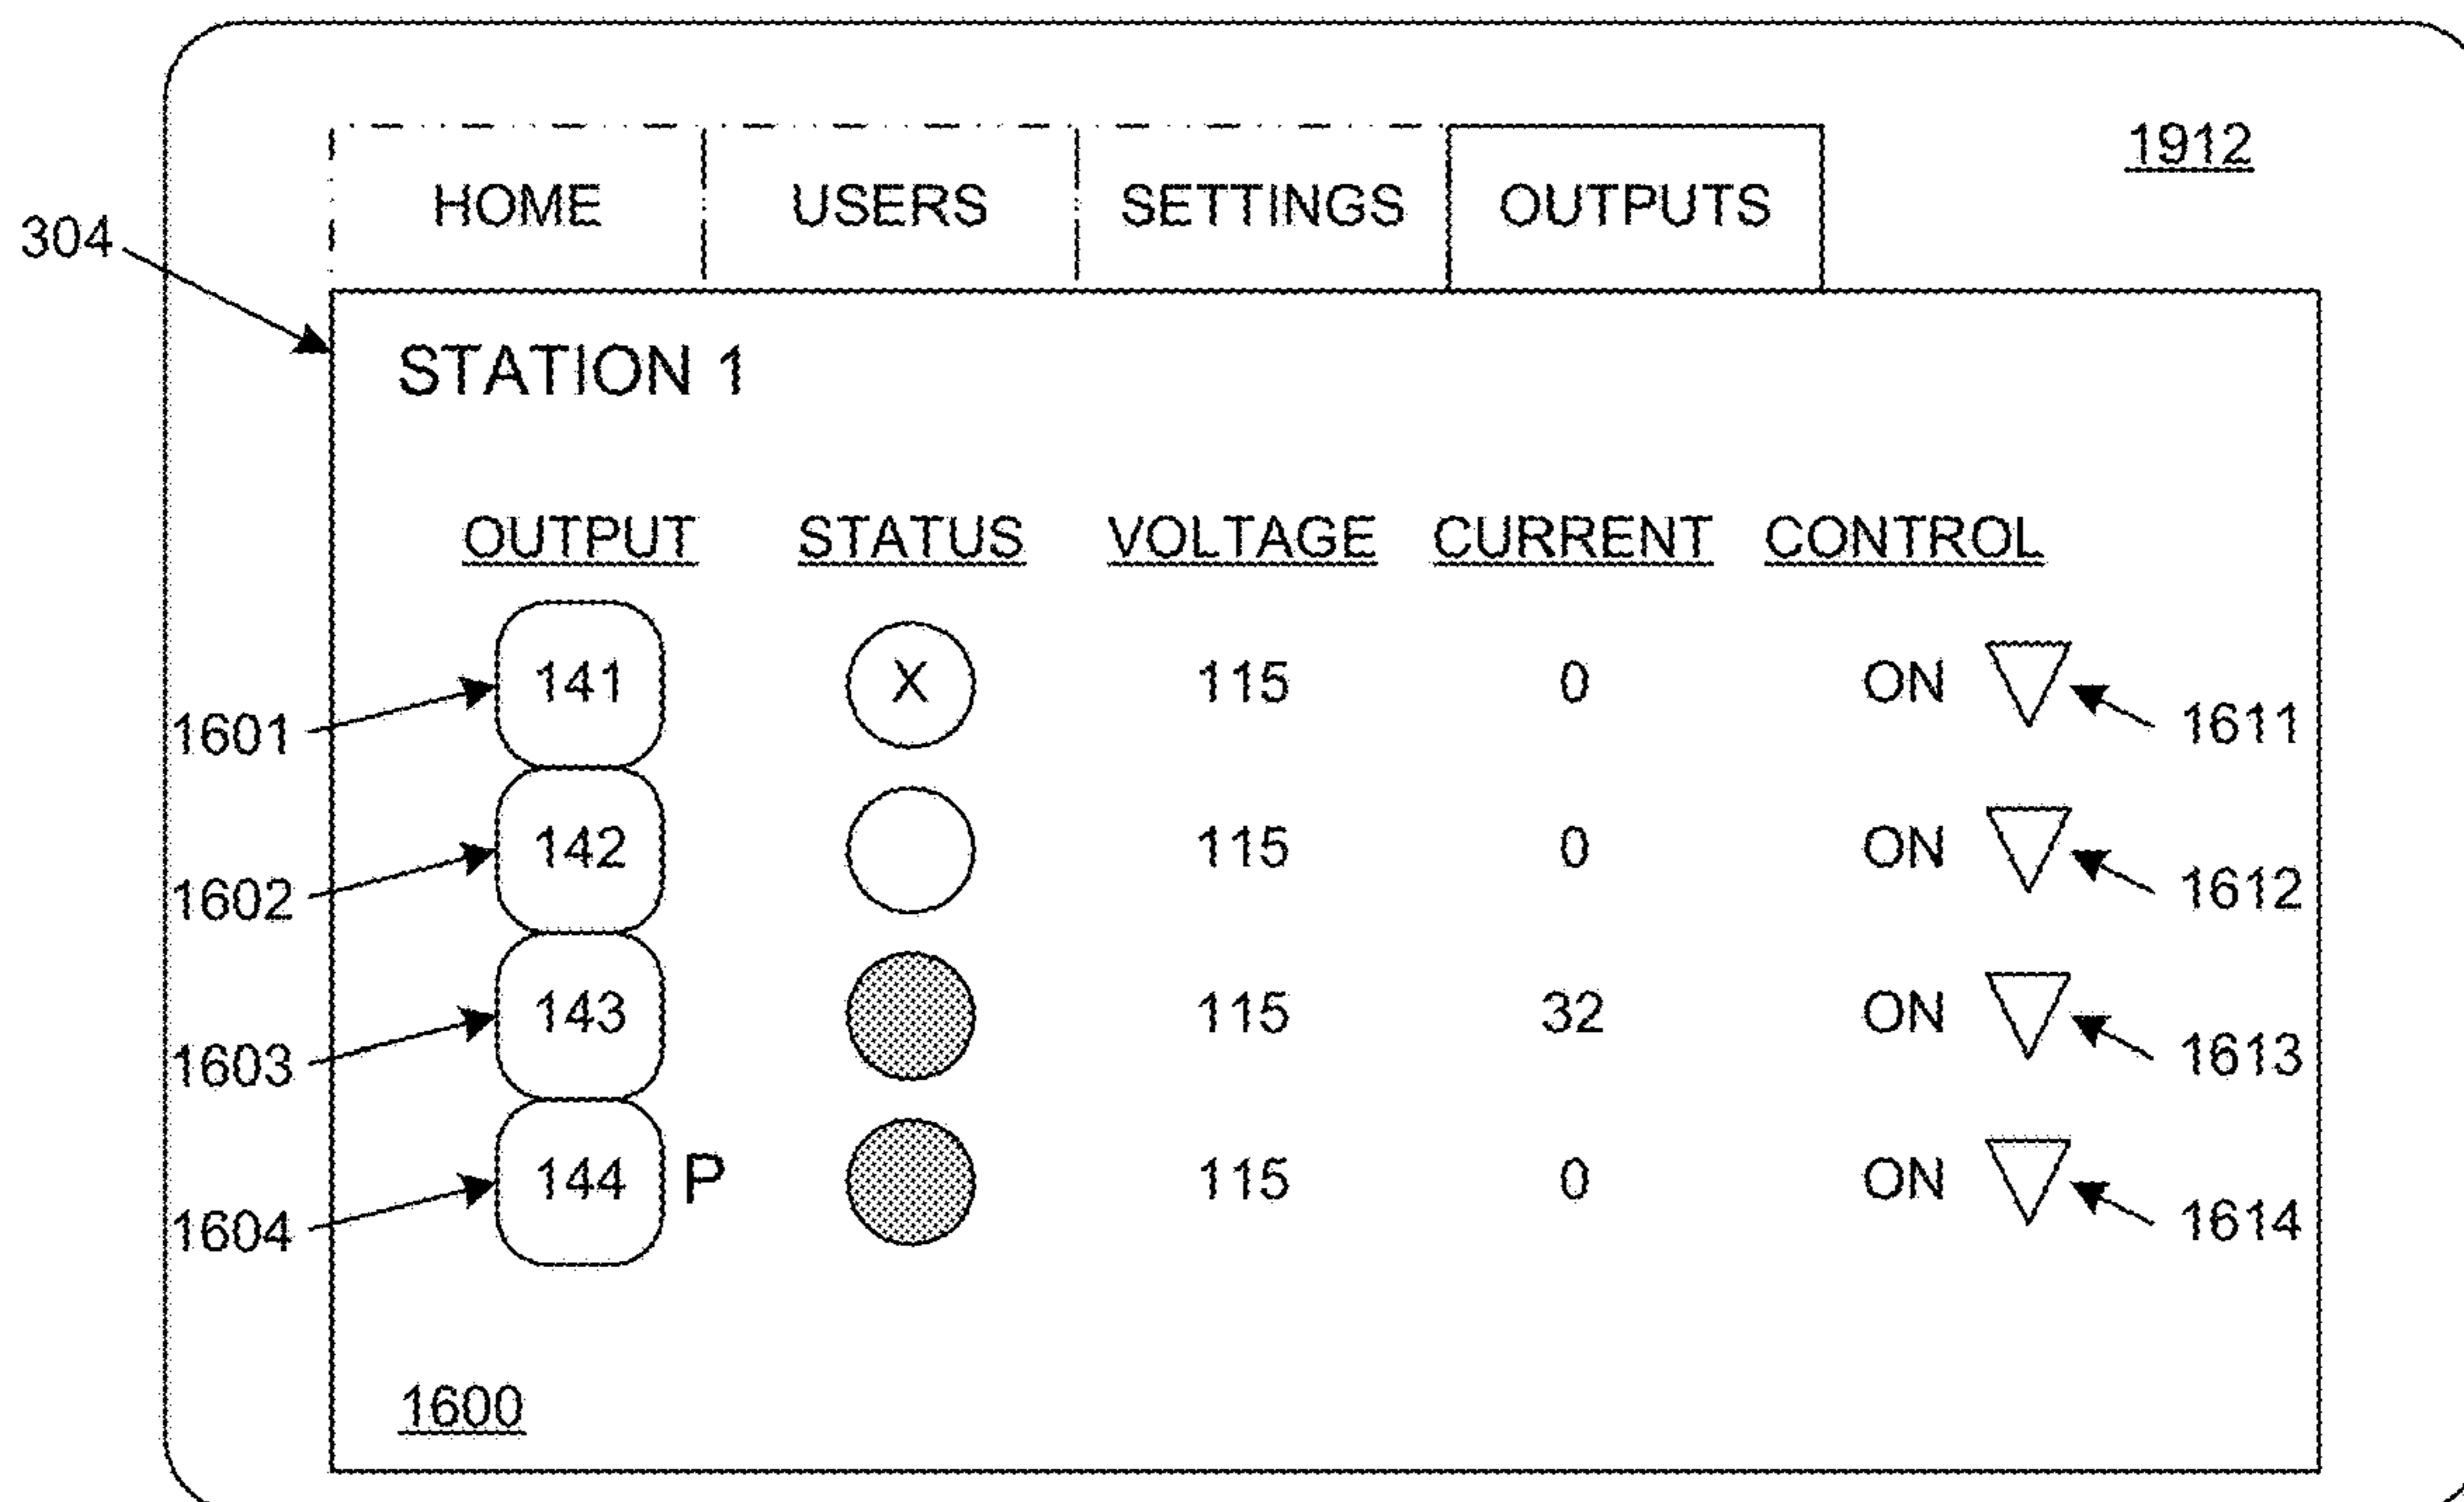 1912
HOME USERS SETTINGS OUTPUTS
304
STATION 1
OUTPUT STATUS VOLTAGE CURRENT CONTROL
141 X 115 0 ON
1601 1611
142 115 0 ON
1602 1612
143 115 32 ON
1603 1613
144 P 115 0 ON
1604 1614
1600